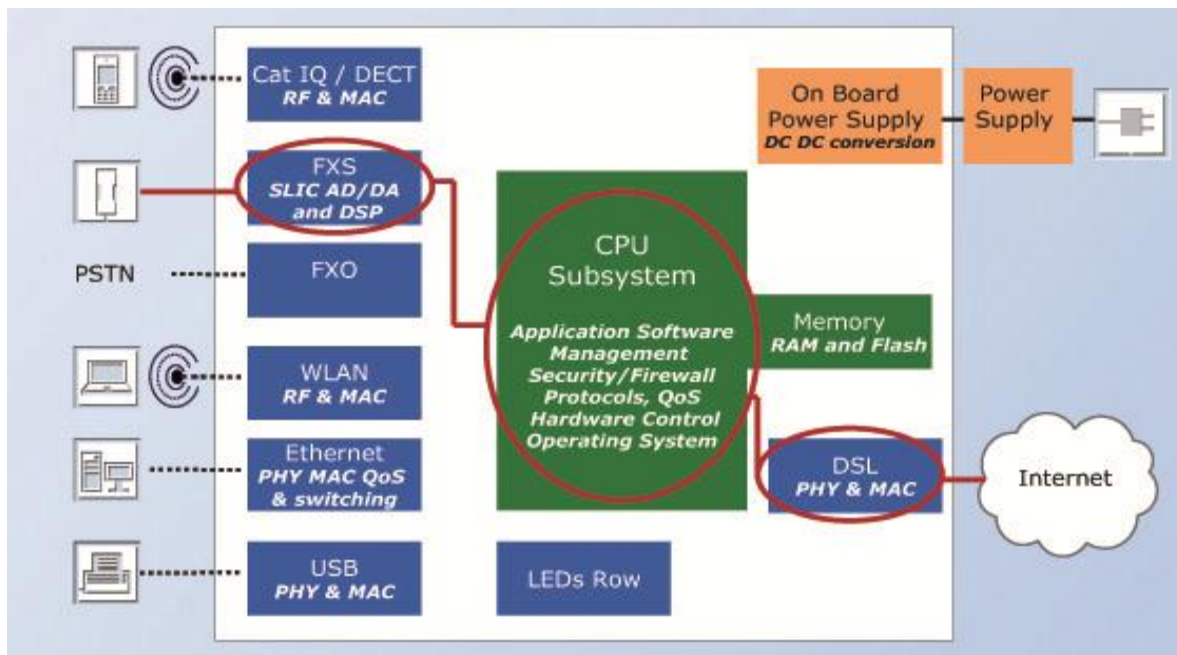 Cat IQ / DECT
RF & MAC
FXS
SLIC AD/DA
and DSP
PSTN
FXO
WLAN
RF & MAC
Ethernet
PHY MAC QoS
& switching
USB
PHY & MAC
CPU
Subsystem
Application Software
Management
Security/Firewall
Protocols, QoS
Hardware Control
Operating System
LEDs Row
On Board
Power Supply
DC DC conversion
Power
Supply
Memory
RAM and Flash
DSL
PHY & MAC
Internet